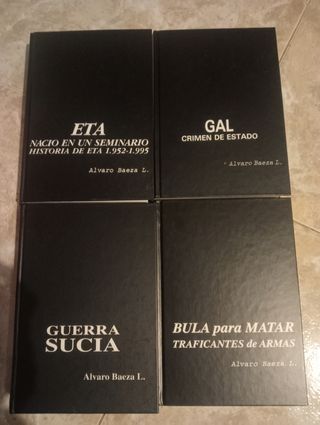 ETA
NACIO EN UN SEMINARIO
HISTORIA DE ETA 1.952-1.995
Alvaro Baeza L.
GAL
CRIMEN DE ESTADO
Alvaro Baeza L.
GUERRA
SUCIA
Alvaro Baeza L.
BULA para MATAR
TRAFICANTES de ARMAS
Alvaro Baeza L.